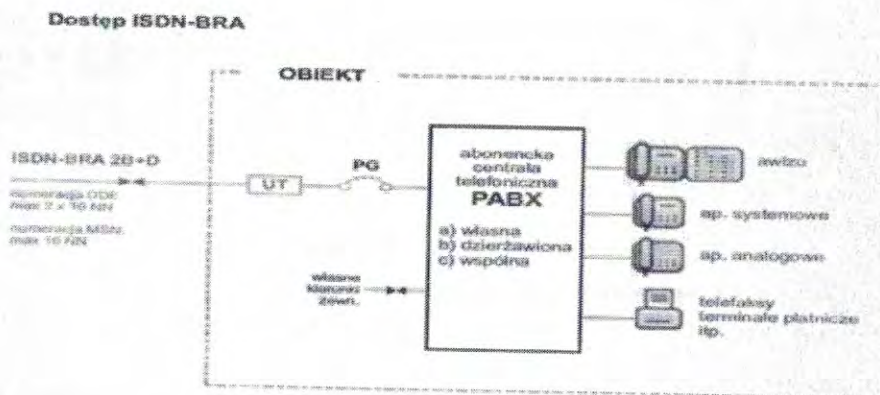 Dostęp ISDN-BRA
OBIEKT
ISDN-BRA 2B+D
numeracja DDI:
max 2 x 10 NN
numeracja MSN:
max 10 NN
UT
PG
abonencka
centrala
telefoniczna
PABX
a) własna
b) dzierżawiona
c) wspólna
własne
kierunki
zewn.
awizo
ap. systemowe
ap. analogowe
telefaksy
terminale płatnicze
itp.